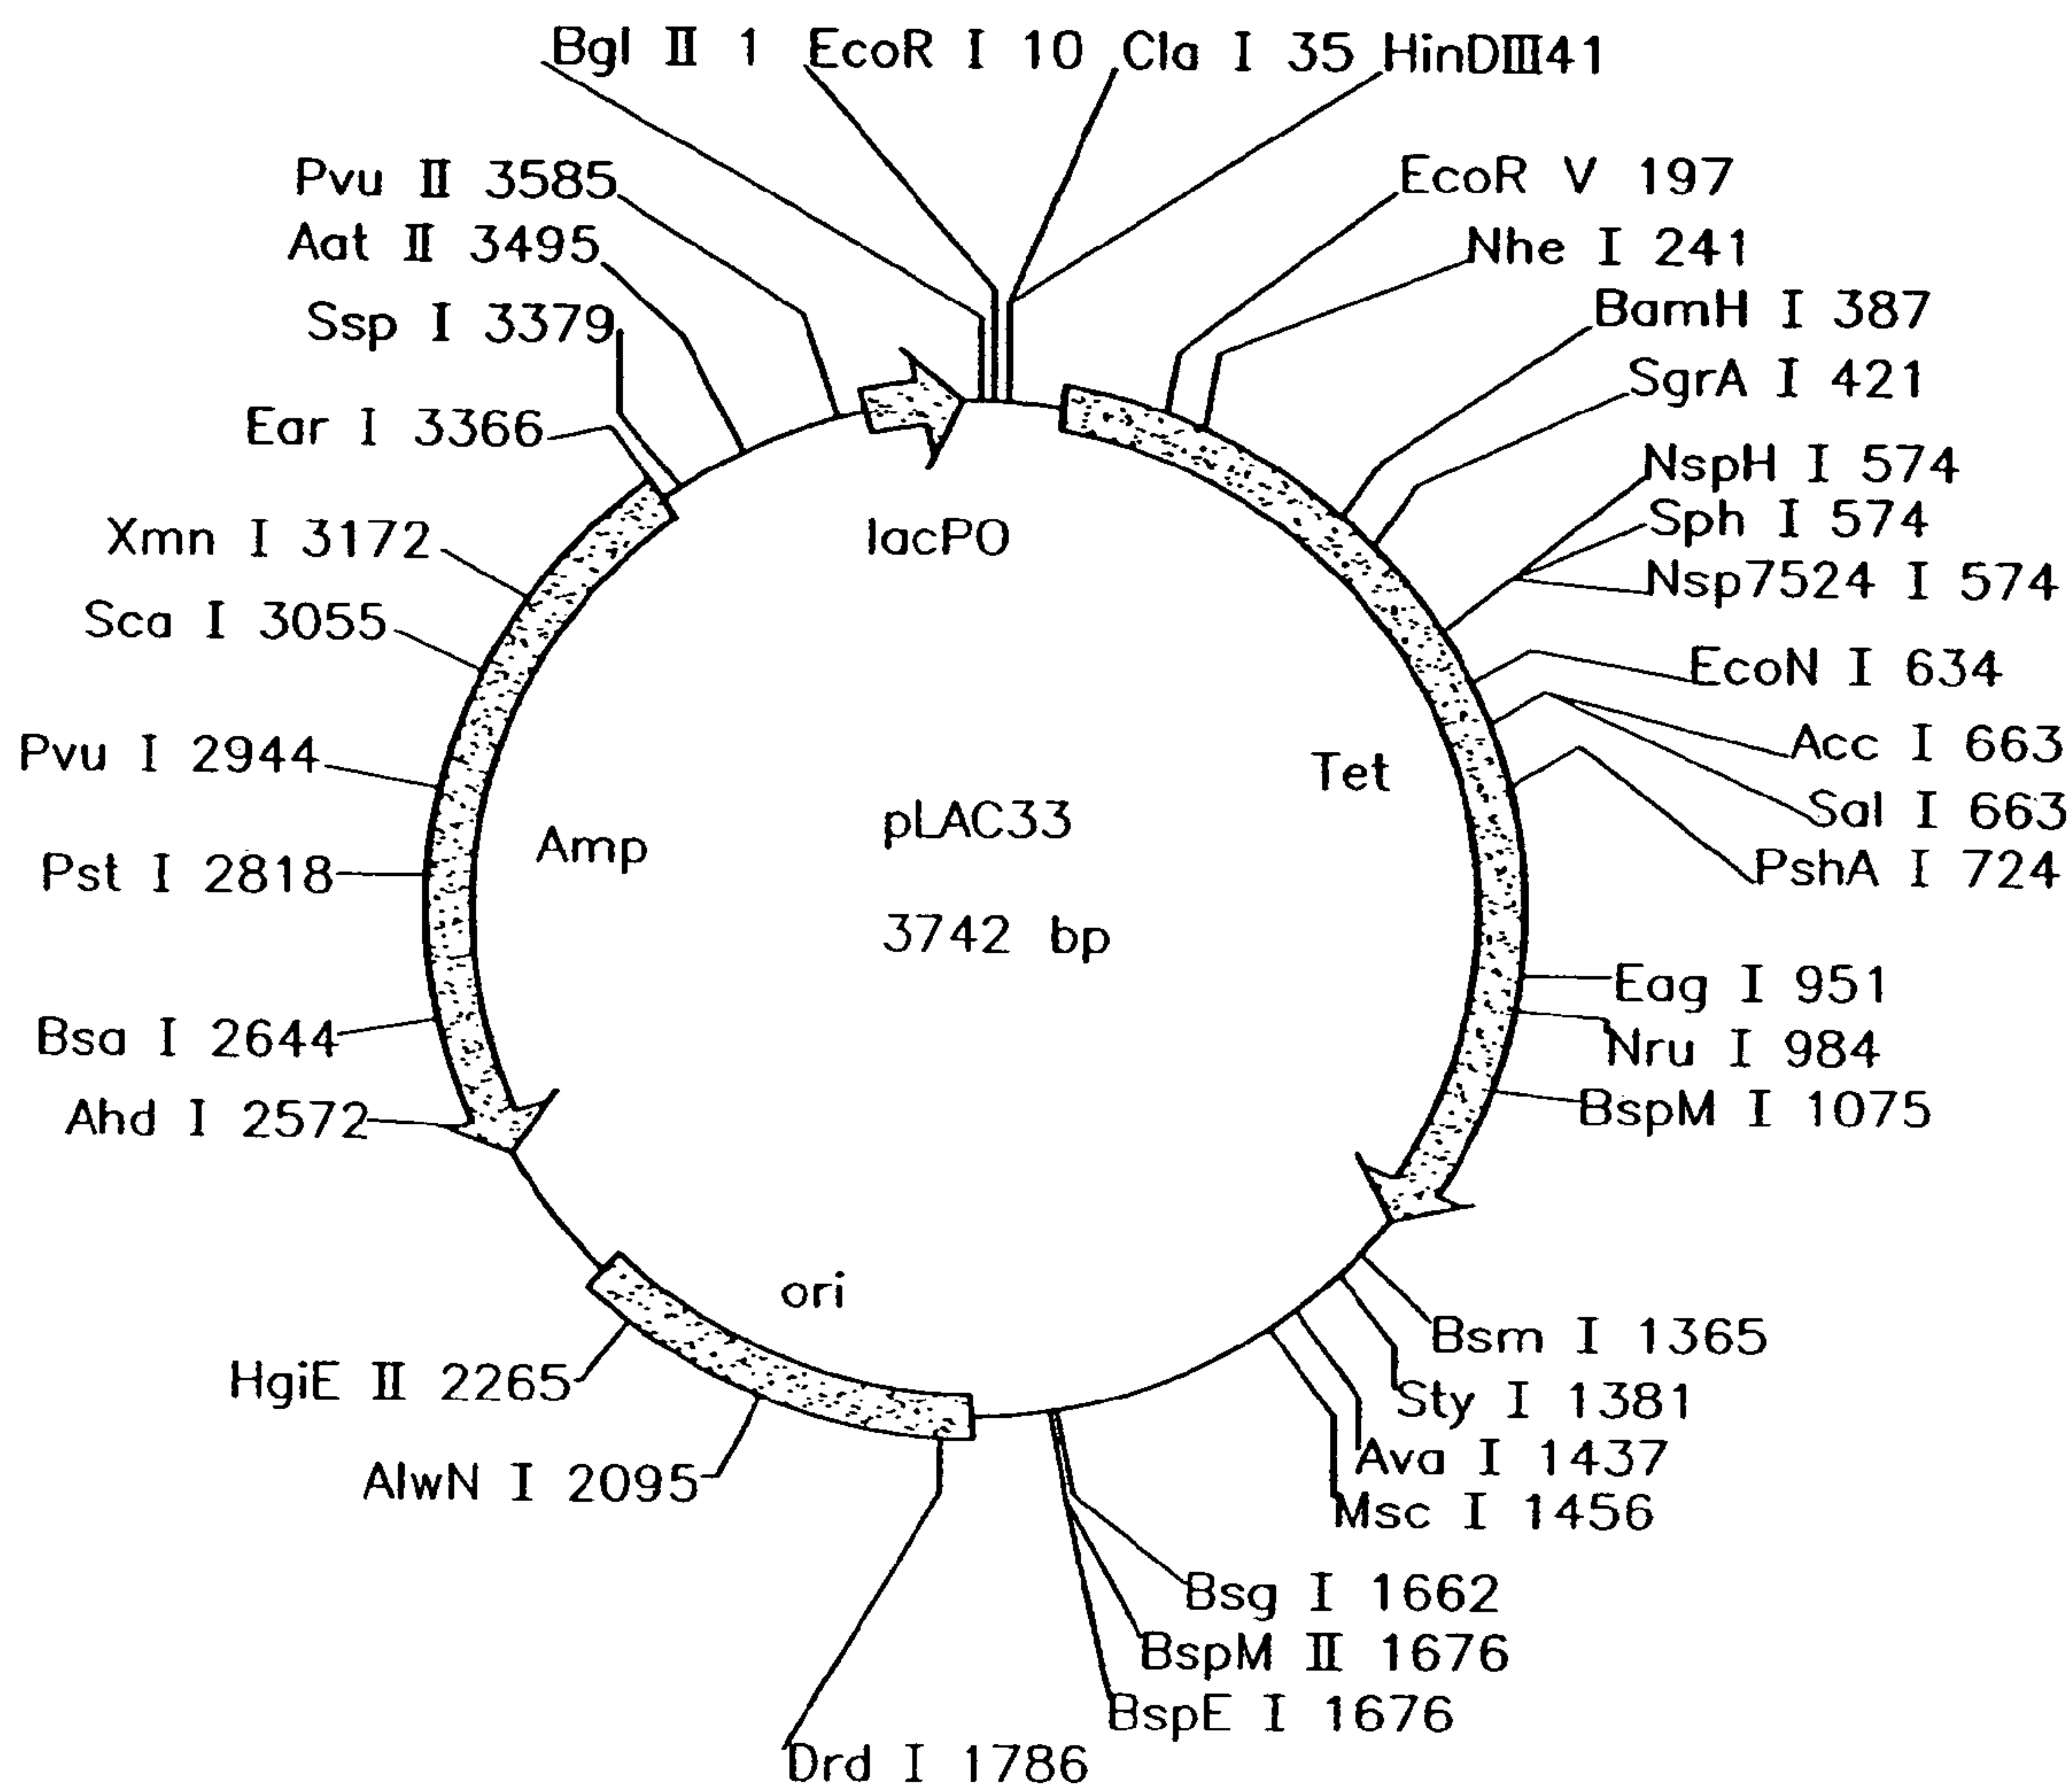 Bgl II 1 EcoR I 10 Cla I 35 HinDIII41
Pvu II 3585
Aat II 3495
Ssp I 3379
Ear I 3366
Xmn I 3172
Sca I 3055
Pvu I 2944
Pst I 2818
Bsa I 2644
Ahd I 2572
HgiE II 2265
AlwN I 2095
Drd I 1786
EcoR V 197
Nhe I 241
BamH I 387
SgrA I 421
NspH I 574
Sph I 574
Nsp7524 I 574
EcoN I 634
Acc I 663
Sal I 663
PshA I 724
Eag I 951
Nru I 984
BspM I 1075
Bsm I 1365
Sty I 1381
Ava I 1437
Msc I 1456
Bsg I 1662
BspM II 1676
BspE I 1676
lacPO
Tet
Amp
pLAC33
3742 bp
ori